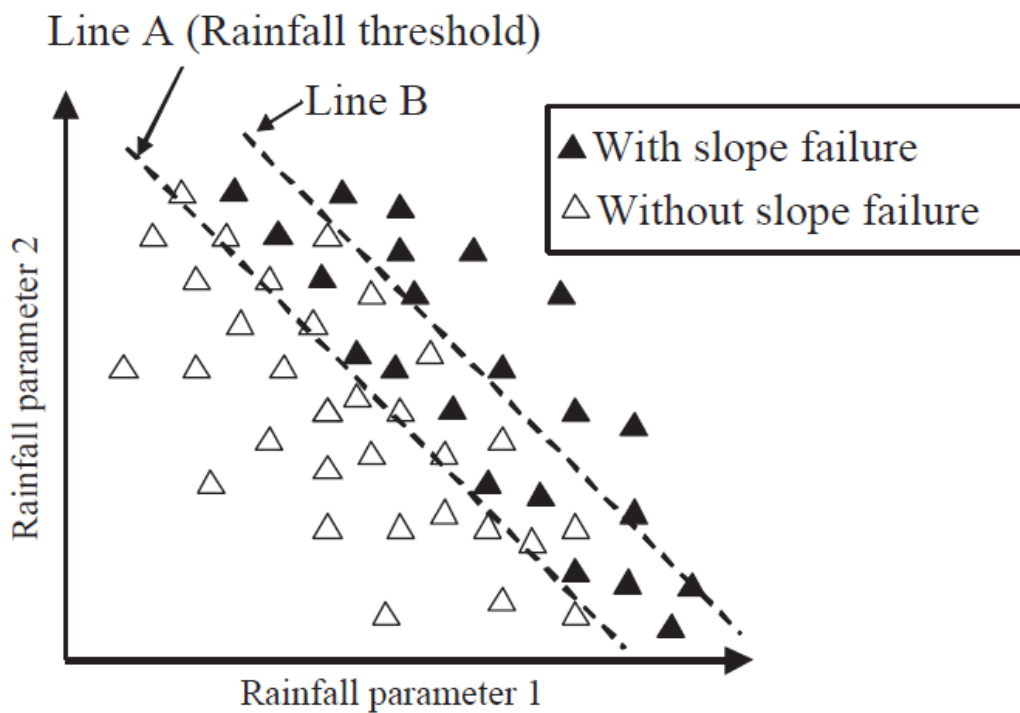 Line A (Rainfall threshold)
Line B
With slope failure
Without slope failure
Rainfall parameter 2
Rainfall parameter 1